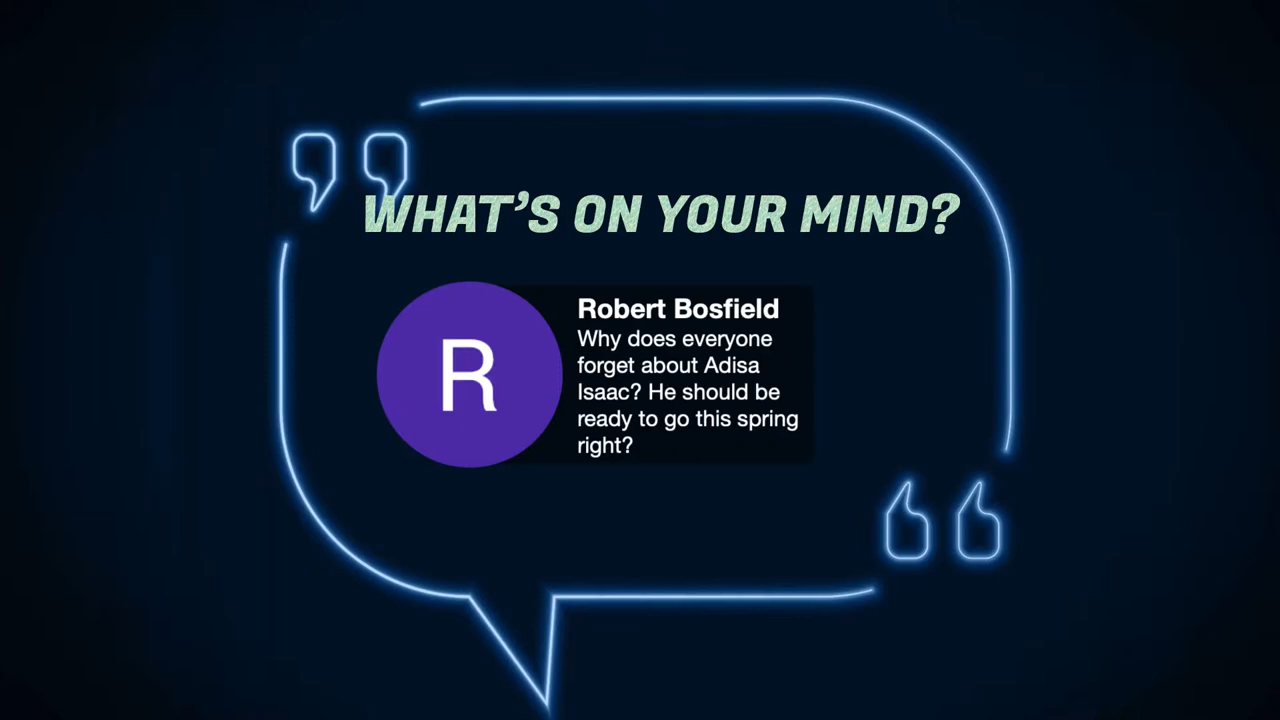 WHAT'S ON YOUR MIND?
R
Robert Bosfield
Why does everyone
forget about Adisa
Isaac? He should be
ready to go this spring
right?